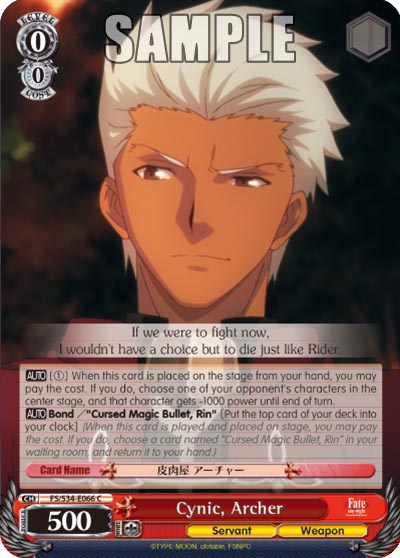 SAMPLE
LEVEL
0
0
COST
If we were to fight now,
I wouldn't have a choice but to die just like Rider.
AUTO [①] When this card is placed on the stage from your hand, you may
pay the cost. If you do, choose one of your opponent's characters in the
center stage, and that character gets -1000 power until end of turn.
AUTO Bond ／"Cursed Magic Bullet, Rin" [Put the top card of your deck into
your clock] (When this card is played and placed on stage, you may pay
the cost. If you do, choose a card named "Cursed Magic Bullet, Rin" in your
waiting room, and return it to your hand.)
Card Name 皮肉屋 アーチャー
CH FS/S34-E066 C
POWER 500
Cynic, Archer
Fate
Servant Weapon
©TYPE-MOON, ufotable, FSNPC